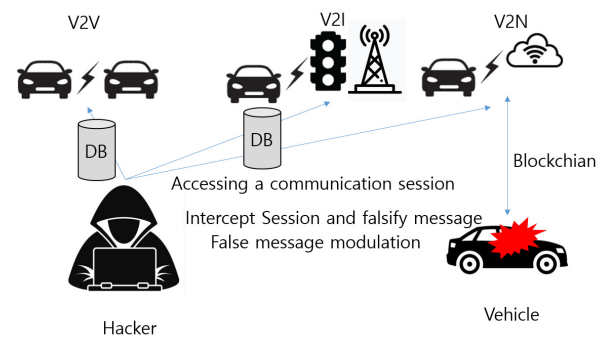 V2V
V2I
V2N
DB
DB
Blockchian
Accessing a communication session
Intercept Session and falsify message
False message modulation
Hacker
Vehicle